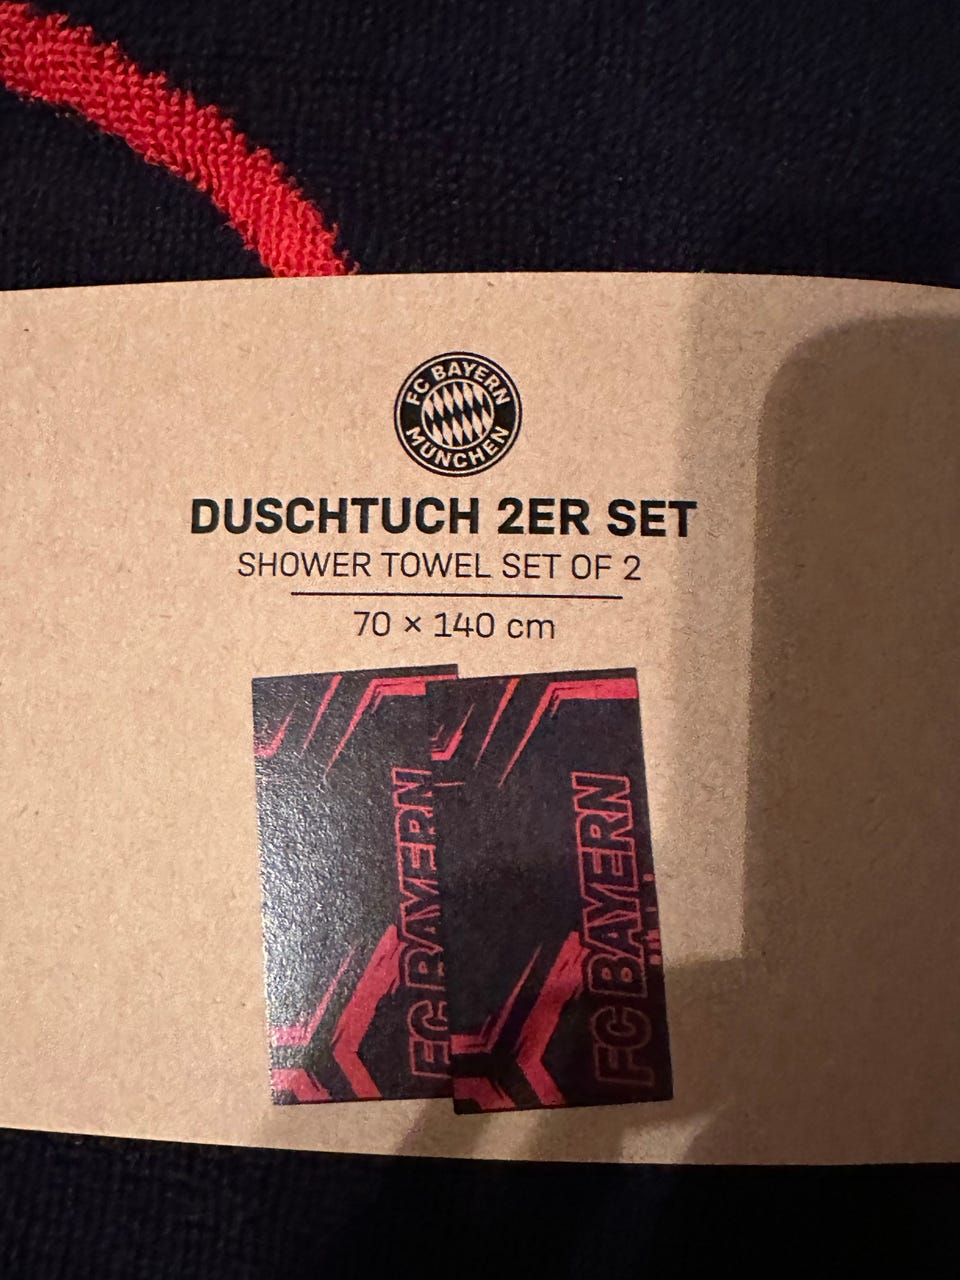 FC BAYERN
MÜNCHEN
DUSCHTUCH 2ER SET
SHOWER TOWEL SET OF 2
70 × 140 cm
FC BAYERN
FC BAYERN